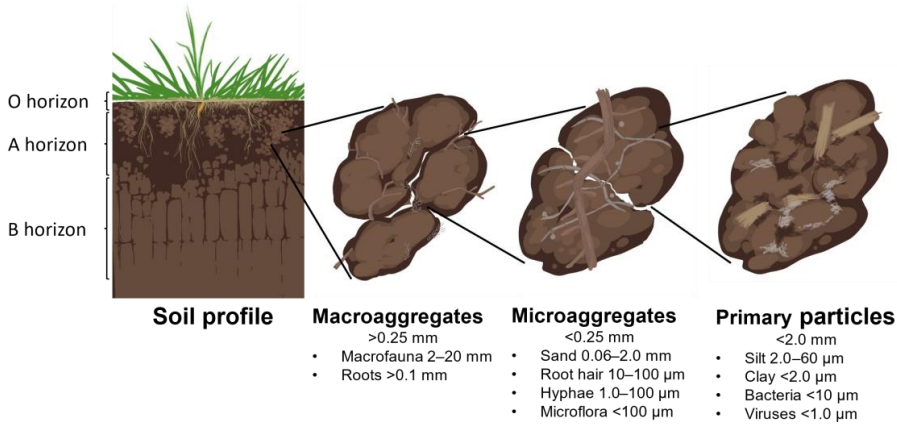 O horizon
A horizon
B horizon
Soil profile
Macroaggregates
>0.25 mm
• Macrofauna 2–20 mm
• Roots >0.1 mm
Microaggregates
<0.25 mm
• Sand 0.06–2.0 mm
• Root hair 10–100 µm
• Hyphae 1.0–100 µm
• Microflora <100 µm
Primary particles
<2.0 mm
• Silt 2.0–60 µm
• Clay <2.0 µm
• Bacteria <10 µm
• Viruses <1.0 µm